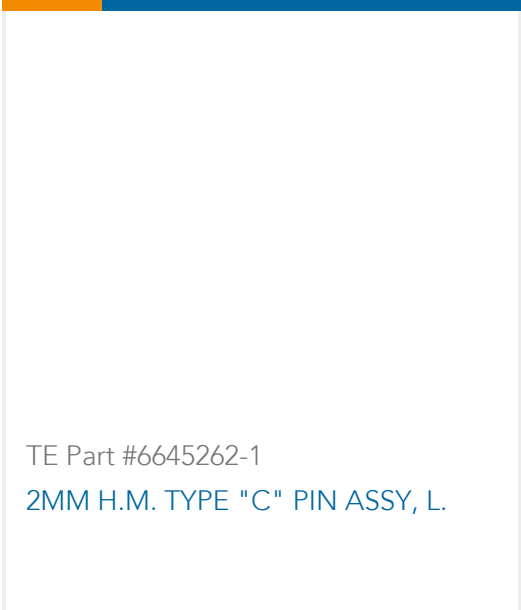 TE Part #6645262-1
2MM H.M. TYPE "C" PIN ASSY, L.